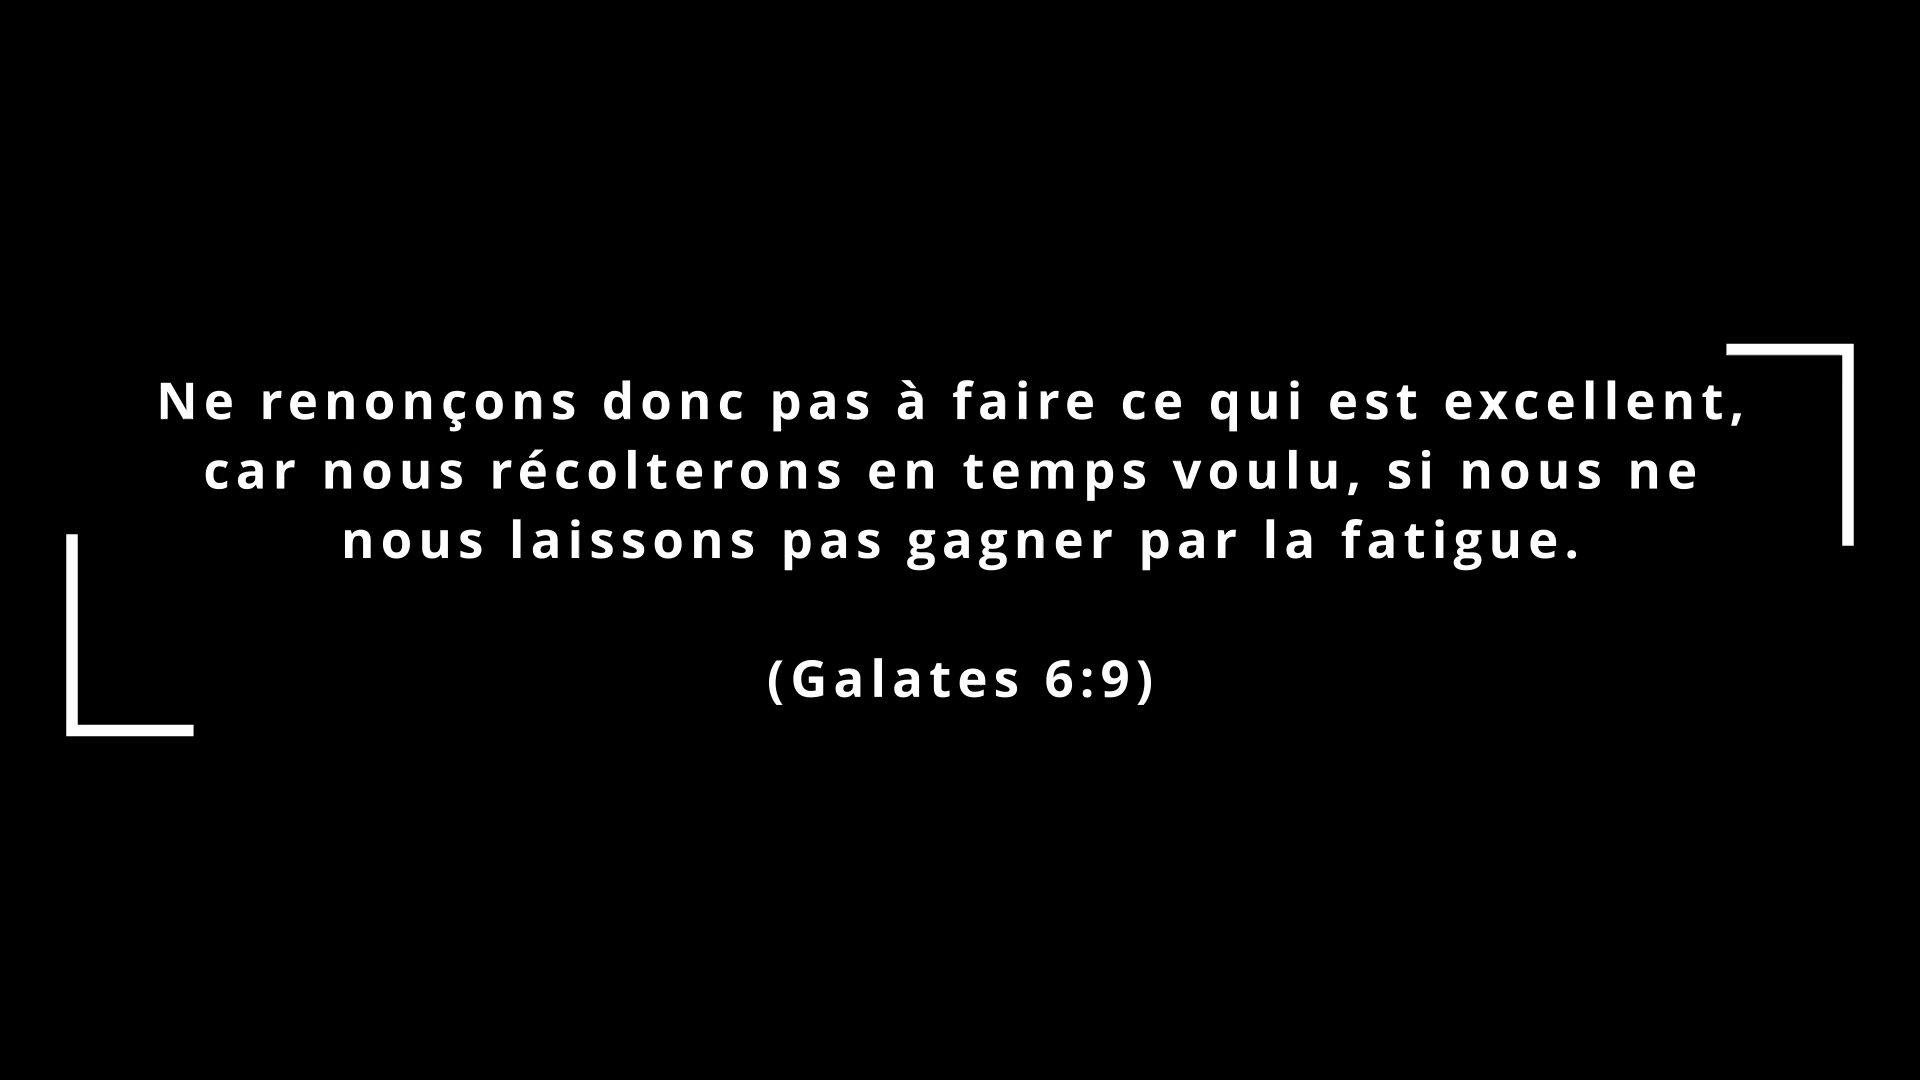 Ne renonçons donc pas à faire ce qui est excellent,
car nous récolterons en temps voulu, si nous ne
nous laissons pas gagner par la fatigue.
(Galates 6:9)